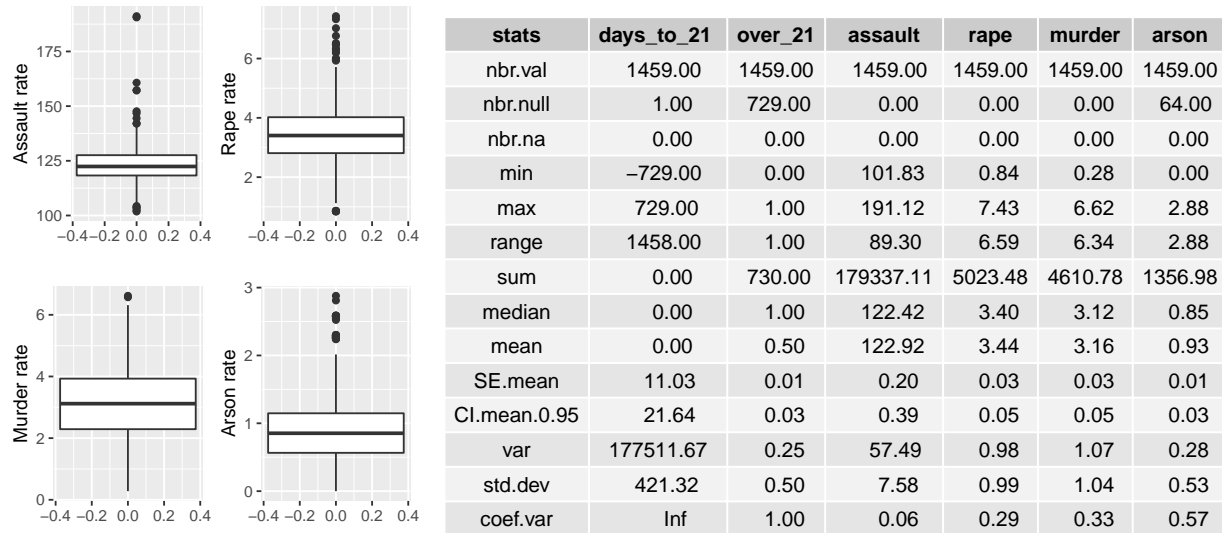 175
150
125
100
Assault rate
−0.4 −0.2 0.0 0.2 0.4
6
4
2
Rape rate
−0.4 −0.2 0.0 0.2 0.4
6
4
2
0
Murder rate
−0.4 −0.2 0.0 0.2 0.4
3
2
1
0
Arson rate
−0.4 −0.2 0.0 0.2 0.4
stats days_to_21 over_21 assault rape murder arson
nbr.val 1459.00 1459.00 1459.00 1459.00 1459.00 1459.00
nbr.null 1.00 729.00 0.00 0.00 0.00 64.00
nbr.na 0.00 0.00 0.00 0.00 0.00 0.00
min −729.00 0.00 101.83 0.84 0.28 0.00
max 729.00 1.00 191.12 7.43 6.62 2.88
range 1458.00 1.00 89.30 6.59 6.34 2.88
sum 0.00 730.00 179337.11 5023.48 4610.78 1356.98
median 0.00 1.00 122.42 3.40 3.12 0.85
mean 0.00 0.50 122.92 3.44 3.16 0.93
SE.mean 11.03 0.01 0.20 0.03 0.03 0.01
CI.mean.0.95 21.64 0.03 0.39 0.05 0.05 0.03
var 177511.67 0.25 57.49 0.98 1.07 0.28
std.dev 421.32 0.50 7.58 0.99 1.04 0.53
coef.var Inf 1.00 0.06 0.29 0.33 0.57